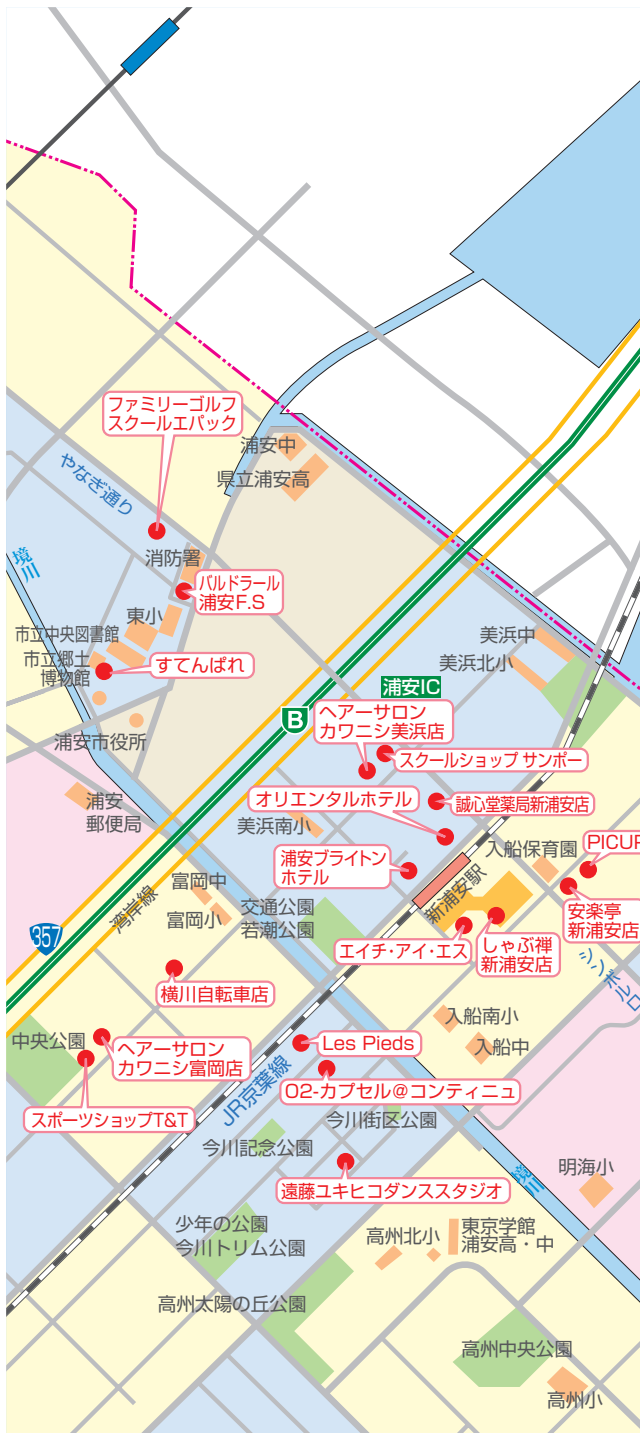 ファミリーゴルフ
スクールエパック
浦安中
県立浦安高
やなぎ通り
境川
消防署
バルドラール
浦安F.S
東小
市立中央図書館
市立郷土
博物館
すてんぱれ
美浜中
美浜北小
浦安IC
B
ヘアーサロン
カワニシ美浜店
浦安市役所
スクールショップ サンポー
オリエンタルホテル
誠心堂薬局新浦安店
浦安
郵便局
美浜南小
浦安ブライトン
ホテル
入船保育園
PICUR
新浦安駅
富岡中
富岡小
湾岸線
357
交通公園
若潮公園
安楽亭
新浦安店
エイチ・アイ・エス
しゃぶ禅
新浦安店
シンボルロ
横川自転車店
入船南小
入船中
中央公園
ヘアーサロン
カワニシ富岡店
Les Pieds
O2-カプセル@コンティニュ
JR京葉線
スポーツショップT&T
今川街区公園
今川記念公園
境川
明海小
遠藤ユキヒコダンススタジオ
少年の公園
今川トリム公園
高州北小
東京学館
浦安高・中
高州太陽の丘公園
高州中央公園
高州小